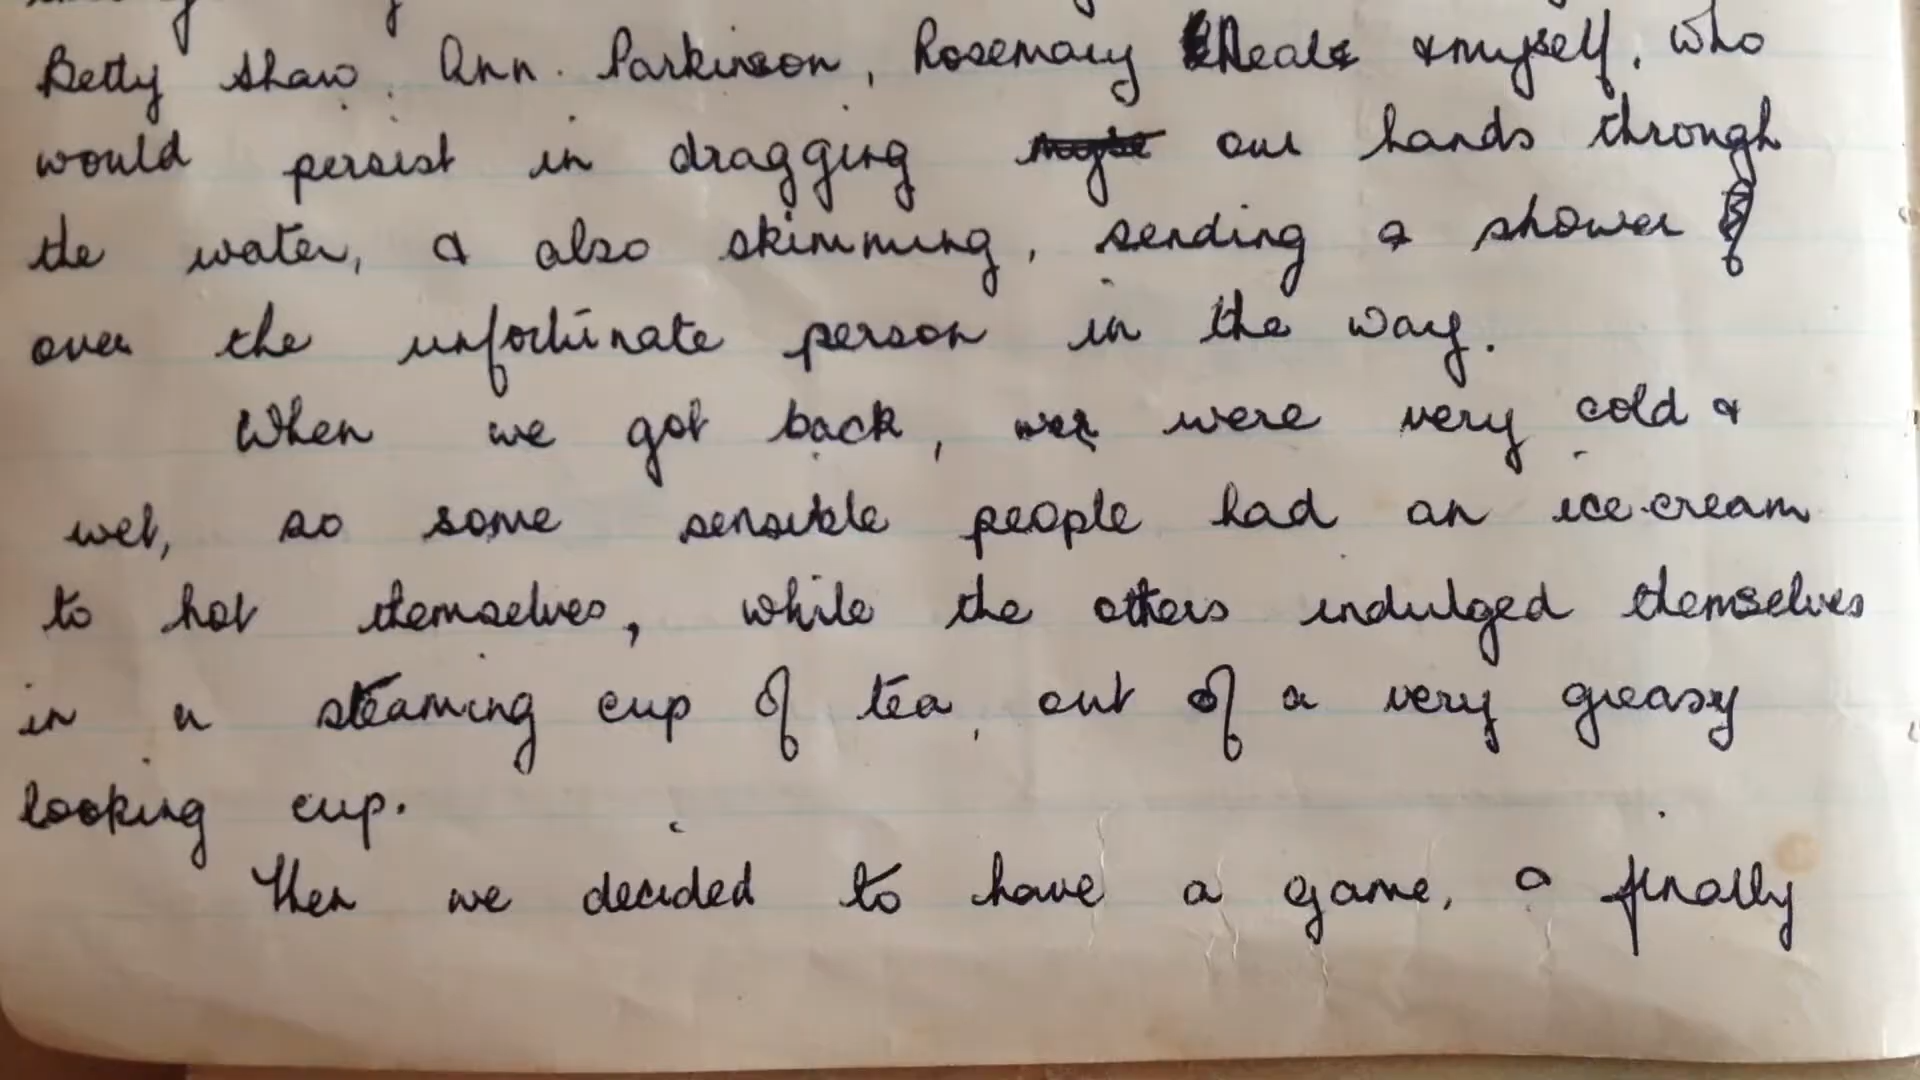 Betty Shaw, Ann Parkinson, Rosemary & myself, who
would persist in dragging our hands through
the water, & also skimming, sending a shower
over the unfortunate person in the way.
When we got back, we were very cold &
wet, so some sensible people had an ice-cream
to hot themselves, while the others indulged themselves
in a steaming cup of tea, out of a very greasy
looking cup.
Then we decided to have a game, & finally